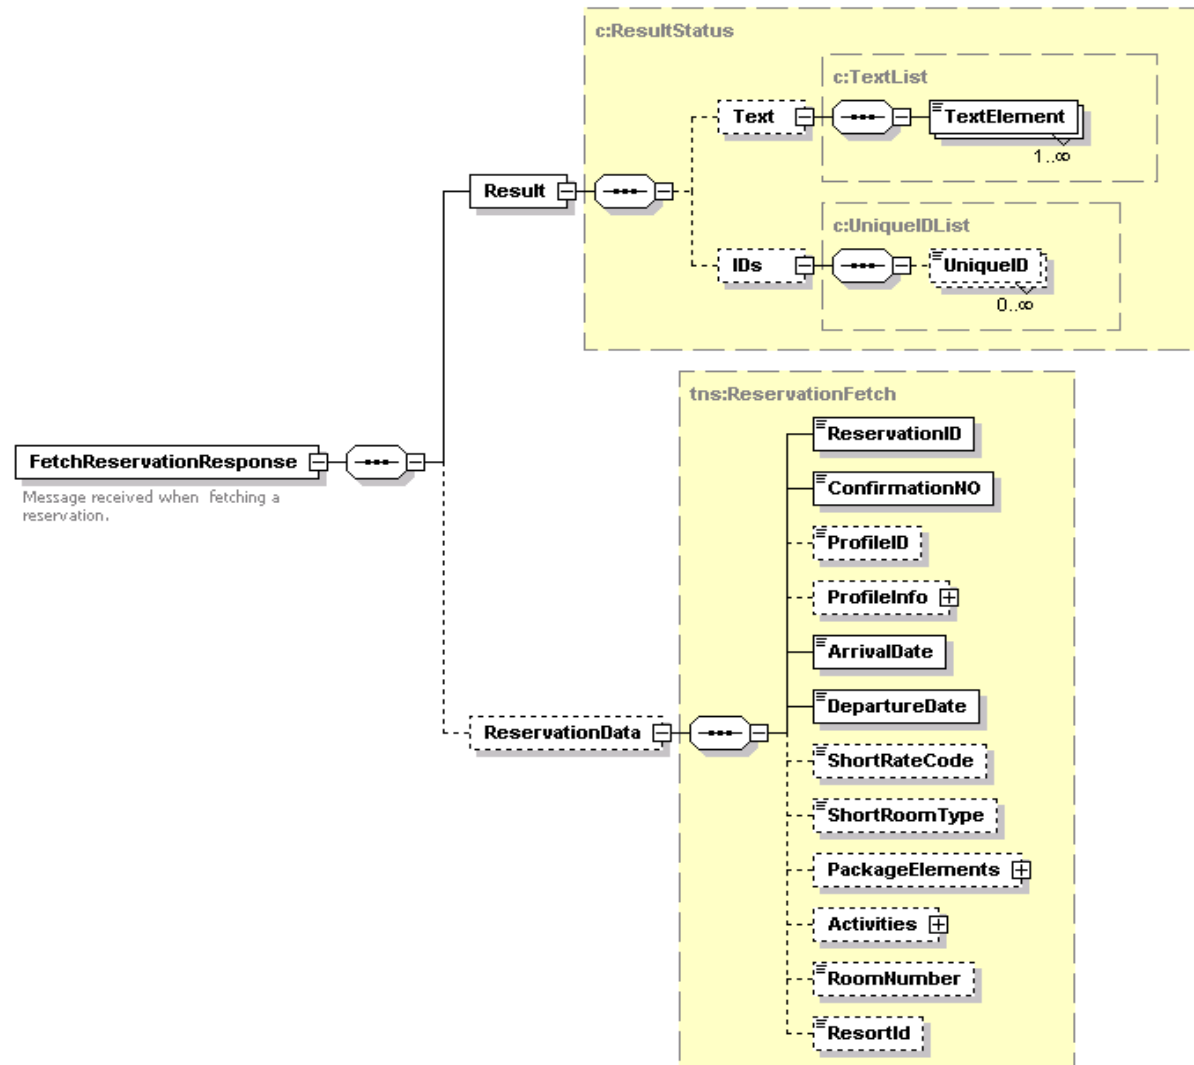 c:ResultStatus
c:TextList
Text
TextElement
1..∞
Result
c:UniqueIDList
IDs
UniqueID
0..∞
tns:ReservationFetch
ReservationID
FetchReservationResponse
Message received when fetching a
reservation.
ConfirmationNO
ProfileID
ProfileInfo
ArrivalDate
DepartureDate
ReservationData
ShortRateCode
ShortRoomType
PackageElements
Activities
RoomNumber
ResortId